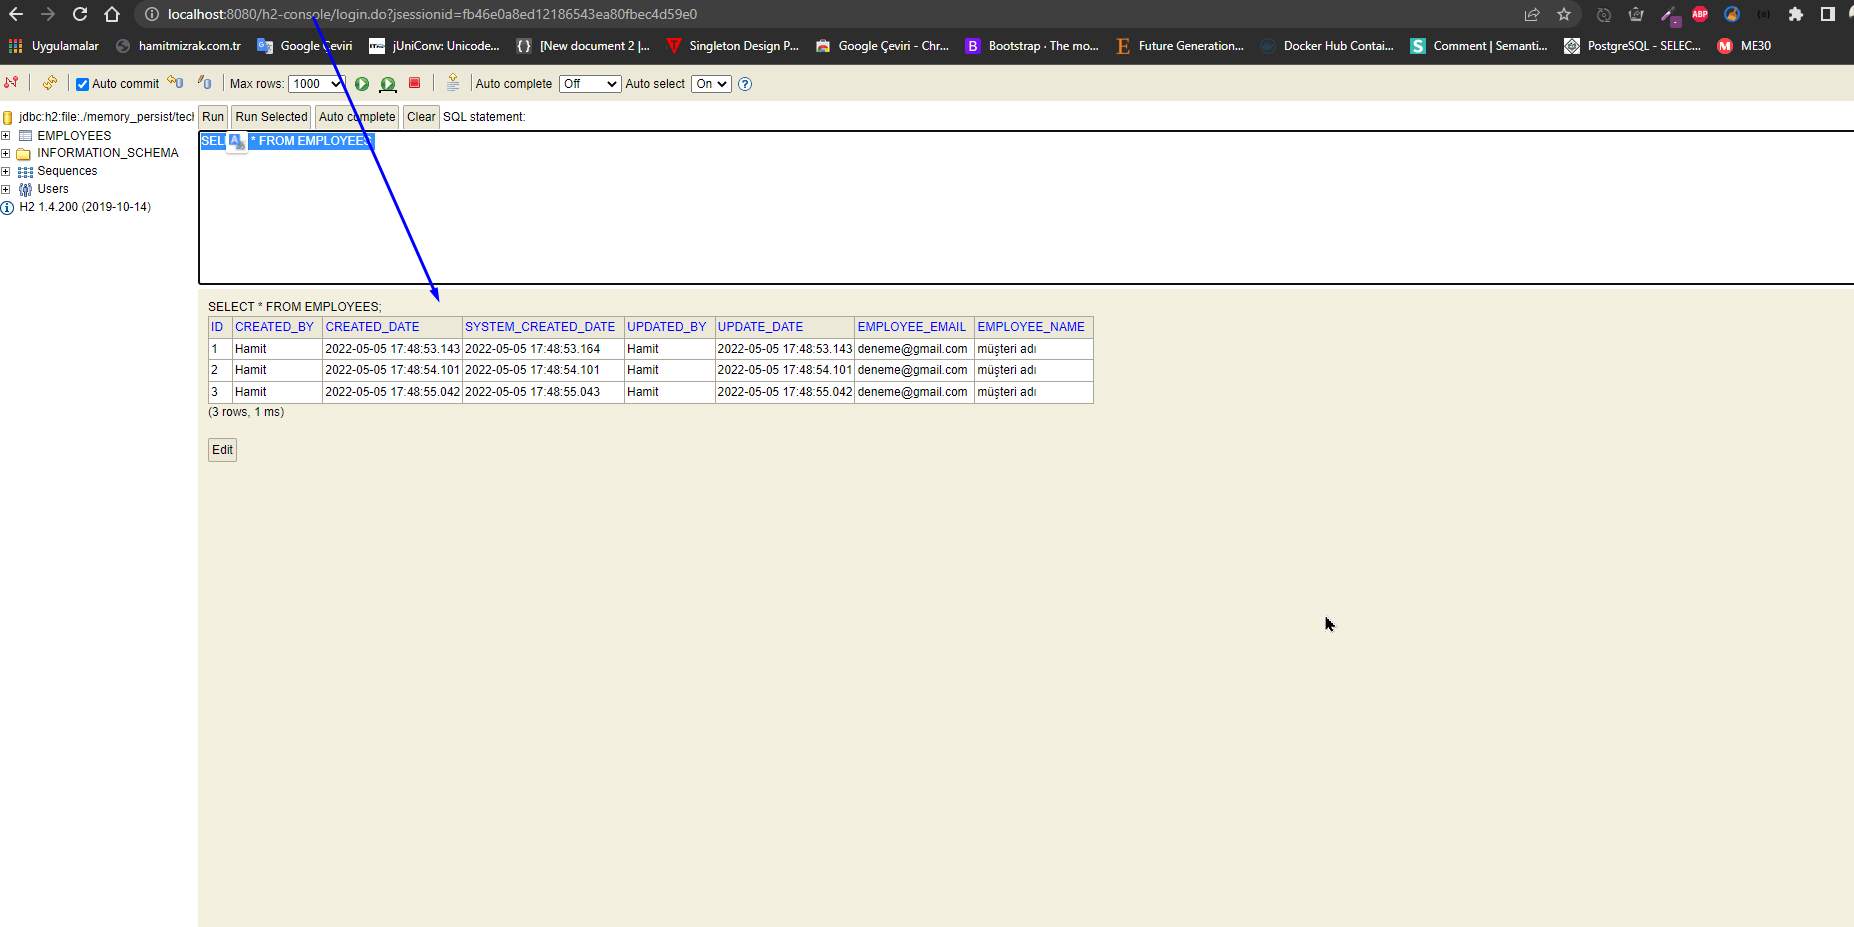 localhost:8080/h2-console/login.do?jsessionid=fb46e0a8ed12186543ea80fbec4d59e0
ABP
Uygulamalar hamitmizrak.com.tr Google Çeviri jUniConv: Unicode... [New document 2 |... Singleton Design P... Google Çeviri - Chr... Bootstrap · The mo... Future Generation... Docker Hub Contai... Comment | Semanti... PostgreSQL - SELEC... ME30
Auto commit Max rows: 1000 Auto complete Off Auto select On
jdbc:h2:file:./memory_persist/tecl
EMPLOYEES
INFORMATION_SCHEMA
Sequences
Users
H2 1.4.200 (2019-10-14)
Run Run Selected Auto complete Clear SQL statement:
SEL * FROM EMPLOYEES
SELECT * FROM EMPLOYEES;
ID CREATED_BY CREATED_DATE SYSTEM_CREATED_DATE UPDATED_BY UPDATE_DATE EMPLOYEE_EMAIL EMPLOYEE_NAME
1 Hamit 2022-05-05 17:48:53.143 2022-05-05 17:48:53.164 Hamit 2022-05-05 17:48:53.143 deneme@gmail.com müşteri adı
2 Hamit 2022-05-05 17:48:54.101 2022-05-05 17:48:54.101 Hamit 2022-05-05 17:48:54.101 deneme@gmail.com müşteri adı
3 Hamit 2022-05-05 17:48:55.042 2022-05-05 17:48:55.043 Hamit 2022-05-05 17:48:55.042 deneme@gmail.com müşteri adı
(3 rows, 1 ms)
Edit